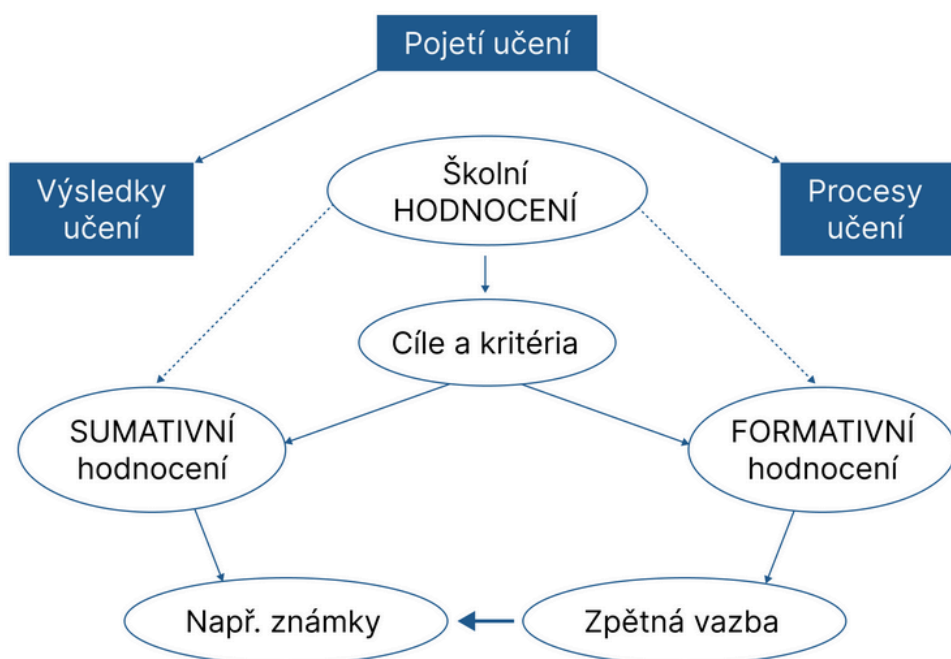 Pojetí učení
Výsledky
učení
Školní
HODNOCENÍ
Procesy
učení
Cíle a kritéria
SUMATIVNÍ
hodnocení
FORMATIVNÍ
hodnocení
Např. známky
Zpětná vazba